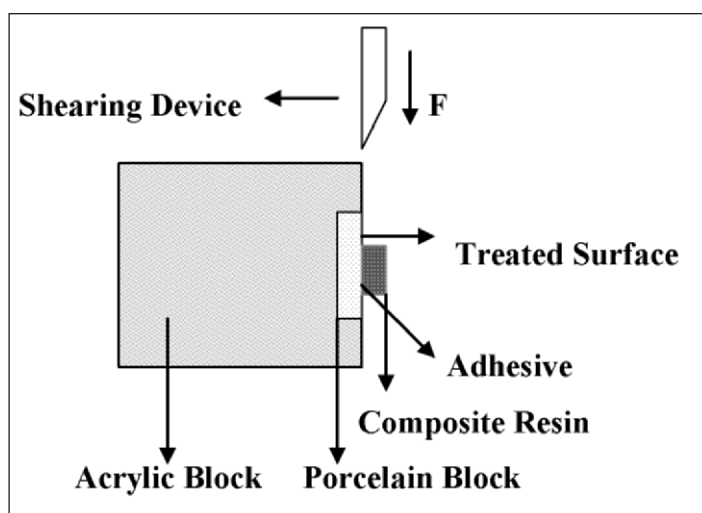 Shearing Device
F
Treated Surface
Adhesive
Composite Resin
Acrylic Block
Porcelain Block